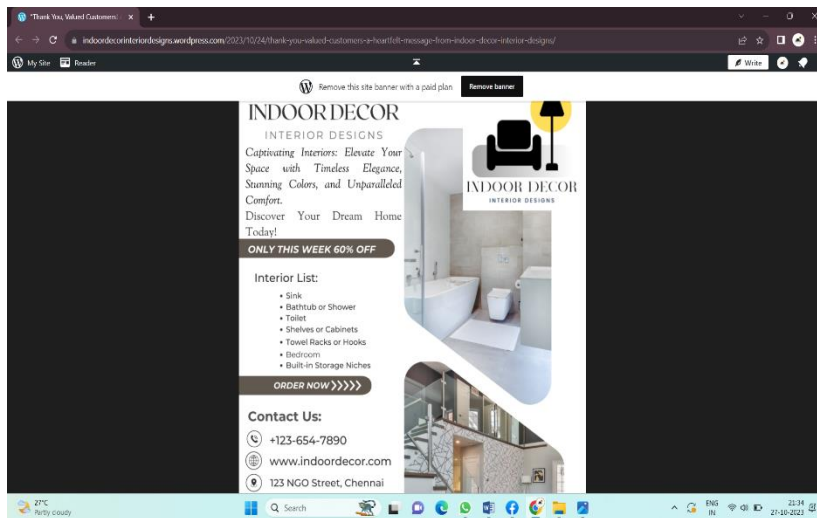 "Thank You, Valued Customers!
indoordecorinteriordesigns.wordpress.com/2023/10/24/thank-you-valued-customers-a-heartfelt-message-from-indoor-decor-interior-designs/
My Site Reader
Write
Remove this site banner with a paid plan
Remove banner
INDOOR DECOR
INTERIOR DESIGNS
Captivating Interiors: Elevate Your
Space with Timeless Elegance,
Stunning Colors, and Unparalleled
Comfort.
Discover Your Dream Home
Today!
ONLY THIS WEEK 60% OFF
INDOOR DECOR
INTERIOR DESIGNS
Interior List:
• Sink
• Bathtub or Shower
• Toilet
• Shelves or Cabinets
• Towel Racks or Hooks
• Bedroom
• Built-in Storage Niches
ORDER NOW
Contact Us:
+123-654-7890
www.indoordecor.com
123 NGO Street, Chennai
27°C
Partly cloudy
Search
ENG
IN
21:34
27-10-2023